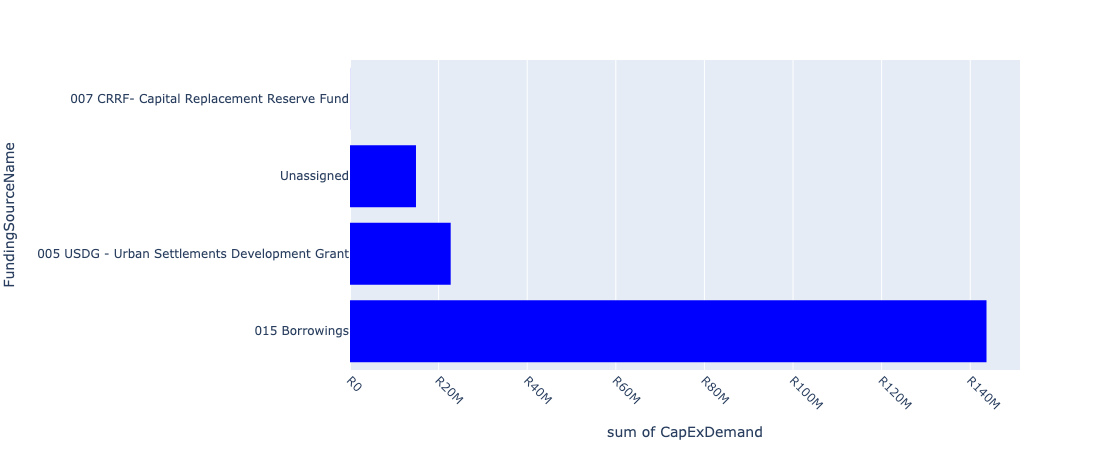 007 CRRF- Capital Replacement Reserve Fund
Unassigned
005 USDG - Urban Settlements Development Grant
015 Borrowings
FundingSourceName
R0
R20M
R40M
R60M
R80M
R100M
R120M
R140M
sum of CapExDemand